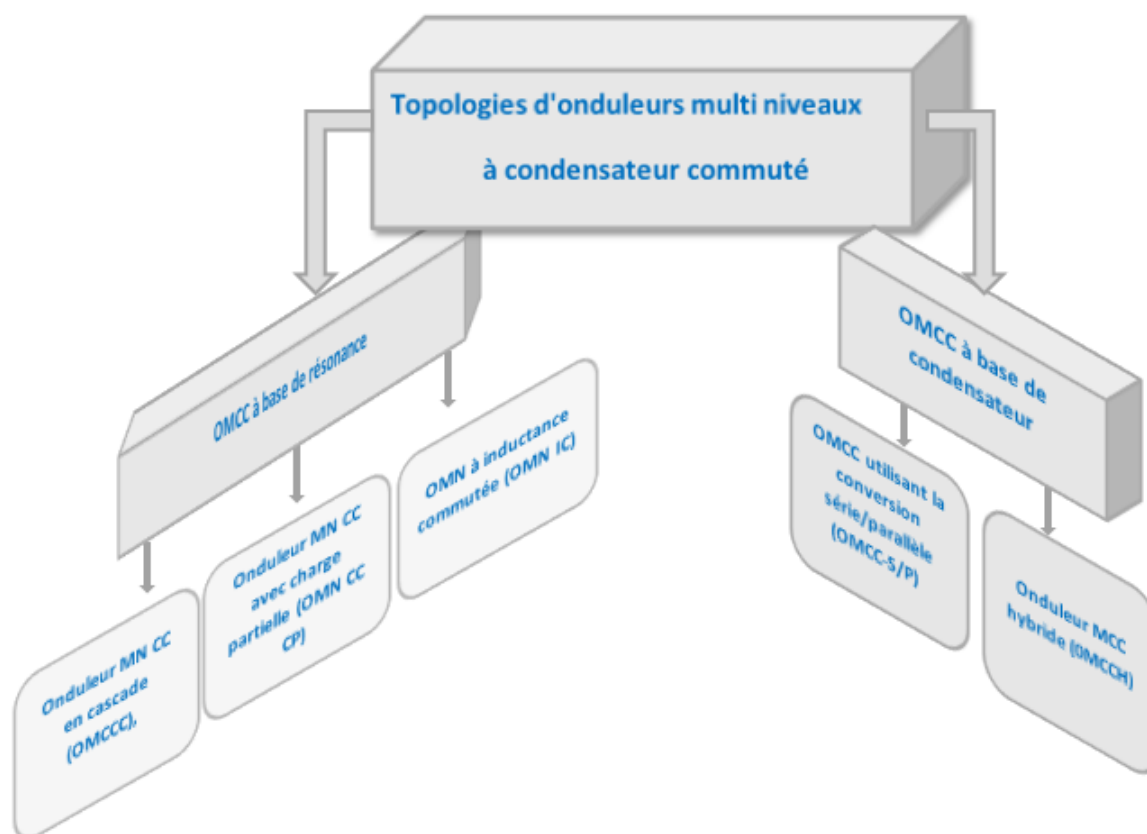 Topologies d'onduleurs multi niveaux
à condensateur commuté
OMCC à base de résonance
Onduleur MN CC
en cascade
(OMCCC),
Onduleur MN CC
avec charge
partielle (OMN CC
CP)
OMN à inductance
commutée (OMN IC)
OMCC à base de
condensateur
OMCC utilisant la
conversion
série/parallèle
(OMCC-S/P)
Onduleur MCC
hybride (0MCCH)